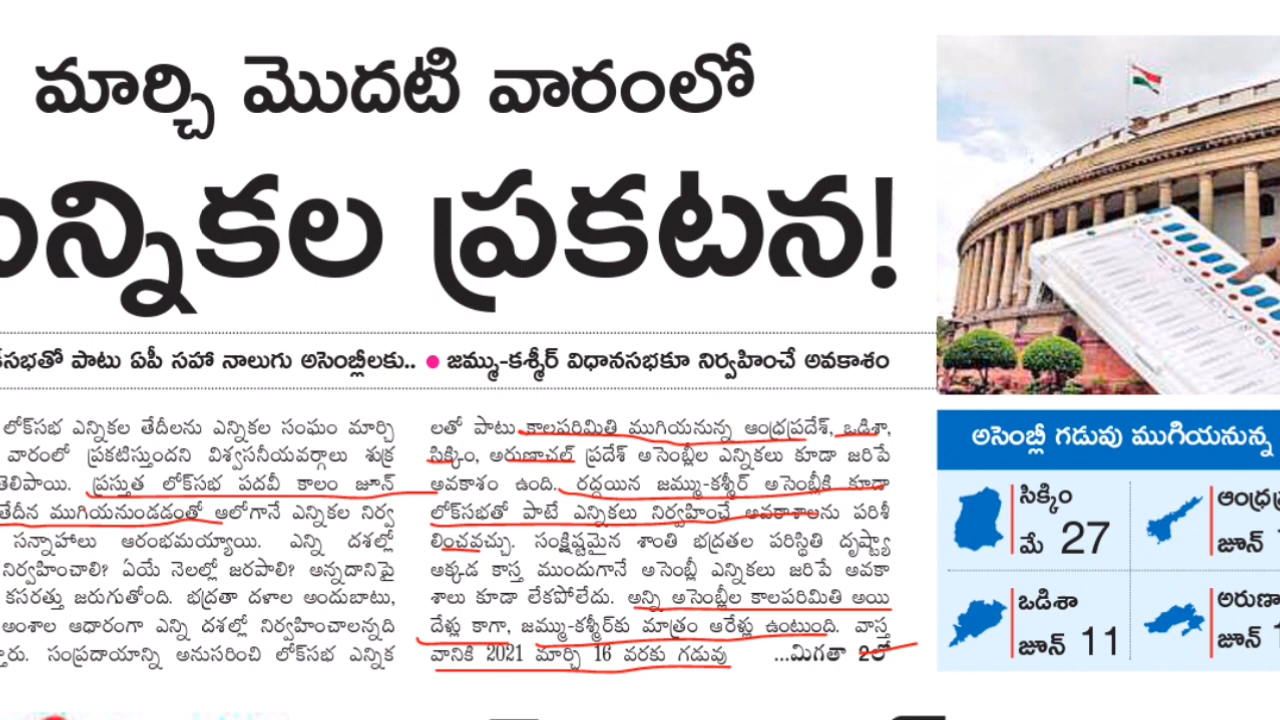 మార్చి మొదటి వారంలో
ఎన్నికల ప్రకటన!
పాటు ఏపీ సహా నాలుగు అసెంబ్లీలకు.. ● జమ్ము-కశ్మీర్ విధానసభకూ నిర్వహించే అవకాశం
లోక్‌సభ ఎన్నికల తేదీలను ఎన్నికల సంఘం మార్చి
వారంలో ప్రకటిస్తుందని విశ్వసనీయవర్గాలు శుక్ర
తెలిపాయి. ప్రస్తుత లోక్‌సభ పదవీ కాలం జూన్
తేదీన ముగియనుండడంతో ఆలోగానే ఎన్నికల నిర్వ
సన్నాహాలు ఆరంభమయ్యాయి. ఎన్ని దశల్లో
నిర్వహించాలి? ఏయే నెలల్లో జరపాలి? అన్నదానిపై
కసరత్తు జరుగుతోంది. భద్రతా దళాల అందుబాటు,
అంశాల ఆధారంగా ఎన్ని దశల్లో నిర్వహించాలన్నది
సంప్రదాయాన్ని అనుసరించి లోక్‌సభ ఎన్నిక
లతో పాటు కాలపరిమితి ముగియనున్న ఆంధ్రప్రదేశ్, ఒడిశా,
సిక్కిం, అరుణాచల్ ప్రదేశ్ అసెంబ్లీల ఎన్నికలు కూడా జరిపే
అవకాశం ఉంది. రద్దయిన జమ్ము-కశ్మీర్ అసెంబ్లీకి కూడా
లోక్‌సభతో పాటే ఎన్నికలు నిర్వహించే అవకాశాలను పరిశీ
లించవచ్చు. సంక్లిష్టమైన శాంతి భద్రతల పరిస్థితి దృష్ట్యా
అక్కడ కాస్త ముందుగానే అసెంబ్లీ ఎన్నికలు జరిపే అవకా
శాలు కూడా లేకపోలేదు. అన్ని అసెంబ్లీల కాలపరిమితి అయి
దేళ్లు కాగా, జమ్ము-కశ్మీర్‌కు మాత్రం ఆరేళ్లు ఉంటుంది. వాస్త
వానికి 2021 మార్చి 16 వరకు గడువు ...మిగతా 2లో
అసెంబ్లీ గడువు ముగియనున్న
సిక్కిం
మే 27
ఆంధ్రప్ర
జూన్
ఒడిశా
జూన్ 11
అరుణా
జూన్